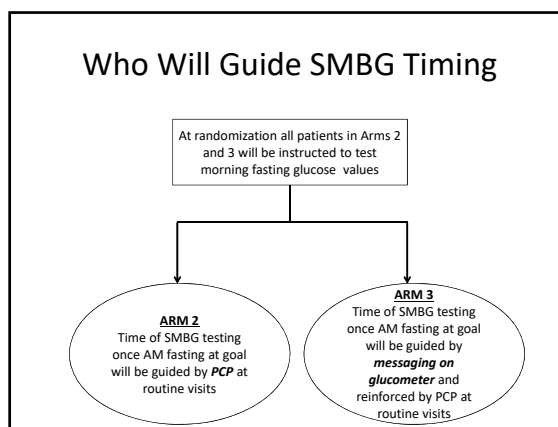 Who Will Guide SMBG Timing
At randomization all patients in Arms 2
and 3 will be instructed to test
morning fasting glucose values
ARM 2
Time of SMBG testing
once AM fasting at goal
will be guided by PCP at
routine visits
ARM 3
Time of SMBG testing
once AM fasting at goal
will be guided by
messaging on
glucometer and
reinforced by PCP at
routine visits